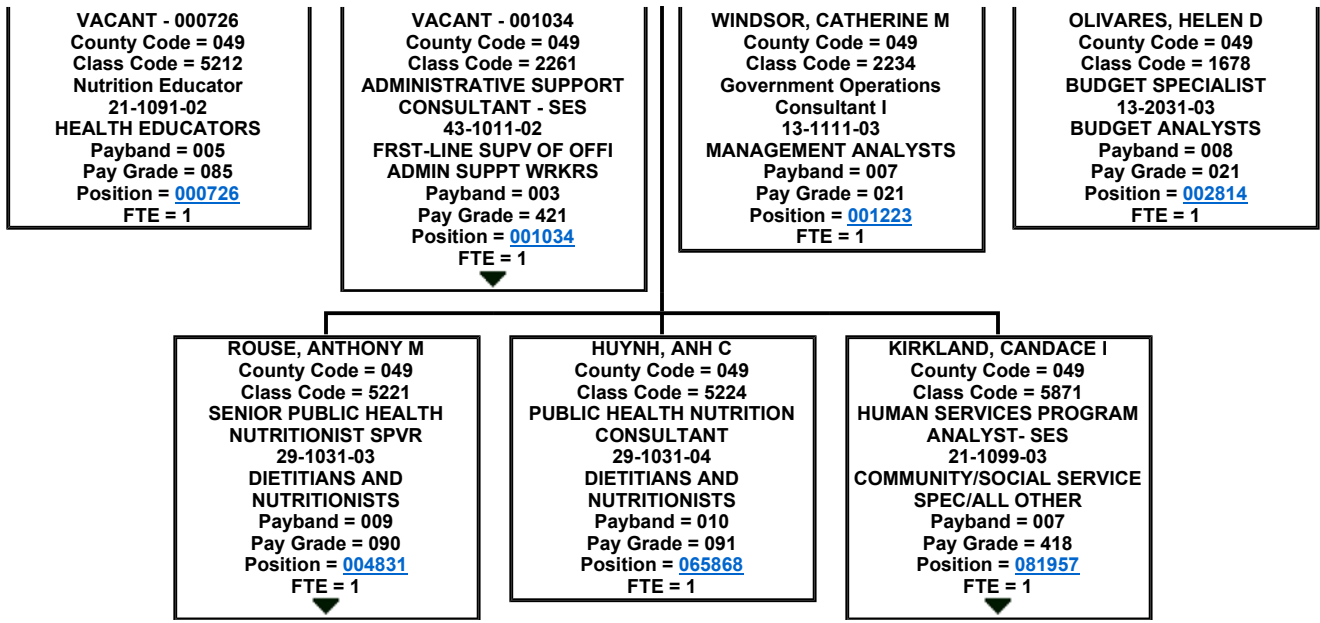 VACANT - 000726
County Code = 049
Class Code = 5212
Nutrition Educator
21-1091-02
HEALTH EDUCATORS
Payband = 005
Pay Grade = 085
Position = 000726
FTE = 1
VACANT - 001034
County Code = 049
Class Code = 2261
ADMINISTRATIVE SUPPORT
CONSULTANT - SES
43-1011-02
FRST-LINE SUPV OF OFFI
ADMIN SUPPT WRKRS
Payband = 003
Pay Grade = 421
Position = 001034
FTE = 1
WINDSOR, CATHERINE M
County Code = 049
Class Code = 2234
Government Operations
Consultant I
13-1111-03
MANAGEMENT ANALYSTS
Payband = 007
Pay Grade = 021
Position = 001223
FTE = 1
OLIVARES, HELEN D
County Code = 049
Class Code = 1678
BUDGET SPECIALIST
13-2031-03
BUDGET ANALYSTS
Payband = 008
Pay Grade = 021
Position = 002814
FTE = 1
ROUSE, ANTHONY M
County Code = 049
Class Code = 5221
SENIOR PUBLIC HEALTH
NUTRITIONIST SPVR
29-1031-03
DIETITIANS AND
NUTRITIONISTS
Payband = 009
Pay Grade = 090
Position = 004831
FTE = 1
HUYNH, ANH C
County Code = 049
Class Code = 5224
PUBLIC HEALTH NUTRITION
CONSULTANT
29-1031-04
DIETITIANS AND
NUTRITIONISTS
Payband = 010
Pay Grade = 091
Position = 065868
FTE = 1
KIRKLAND, CANDACE I
County Code = 049
Class Code = 5871
HUMAN SERVICES PROGRAM
ANALYST- SES
21-1099-03
COMMUNITY/SOCIAL SERVICE
SPEC/ALL OTHER
Payband = 007
Pay Grade = 418
Position = 081957
FTE = 1